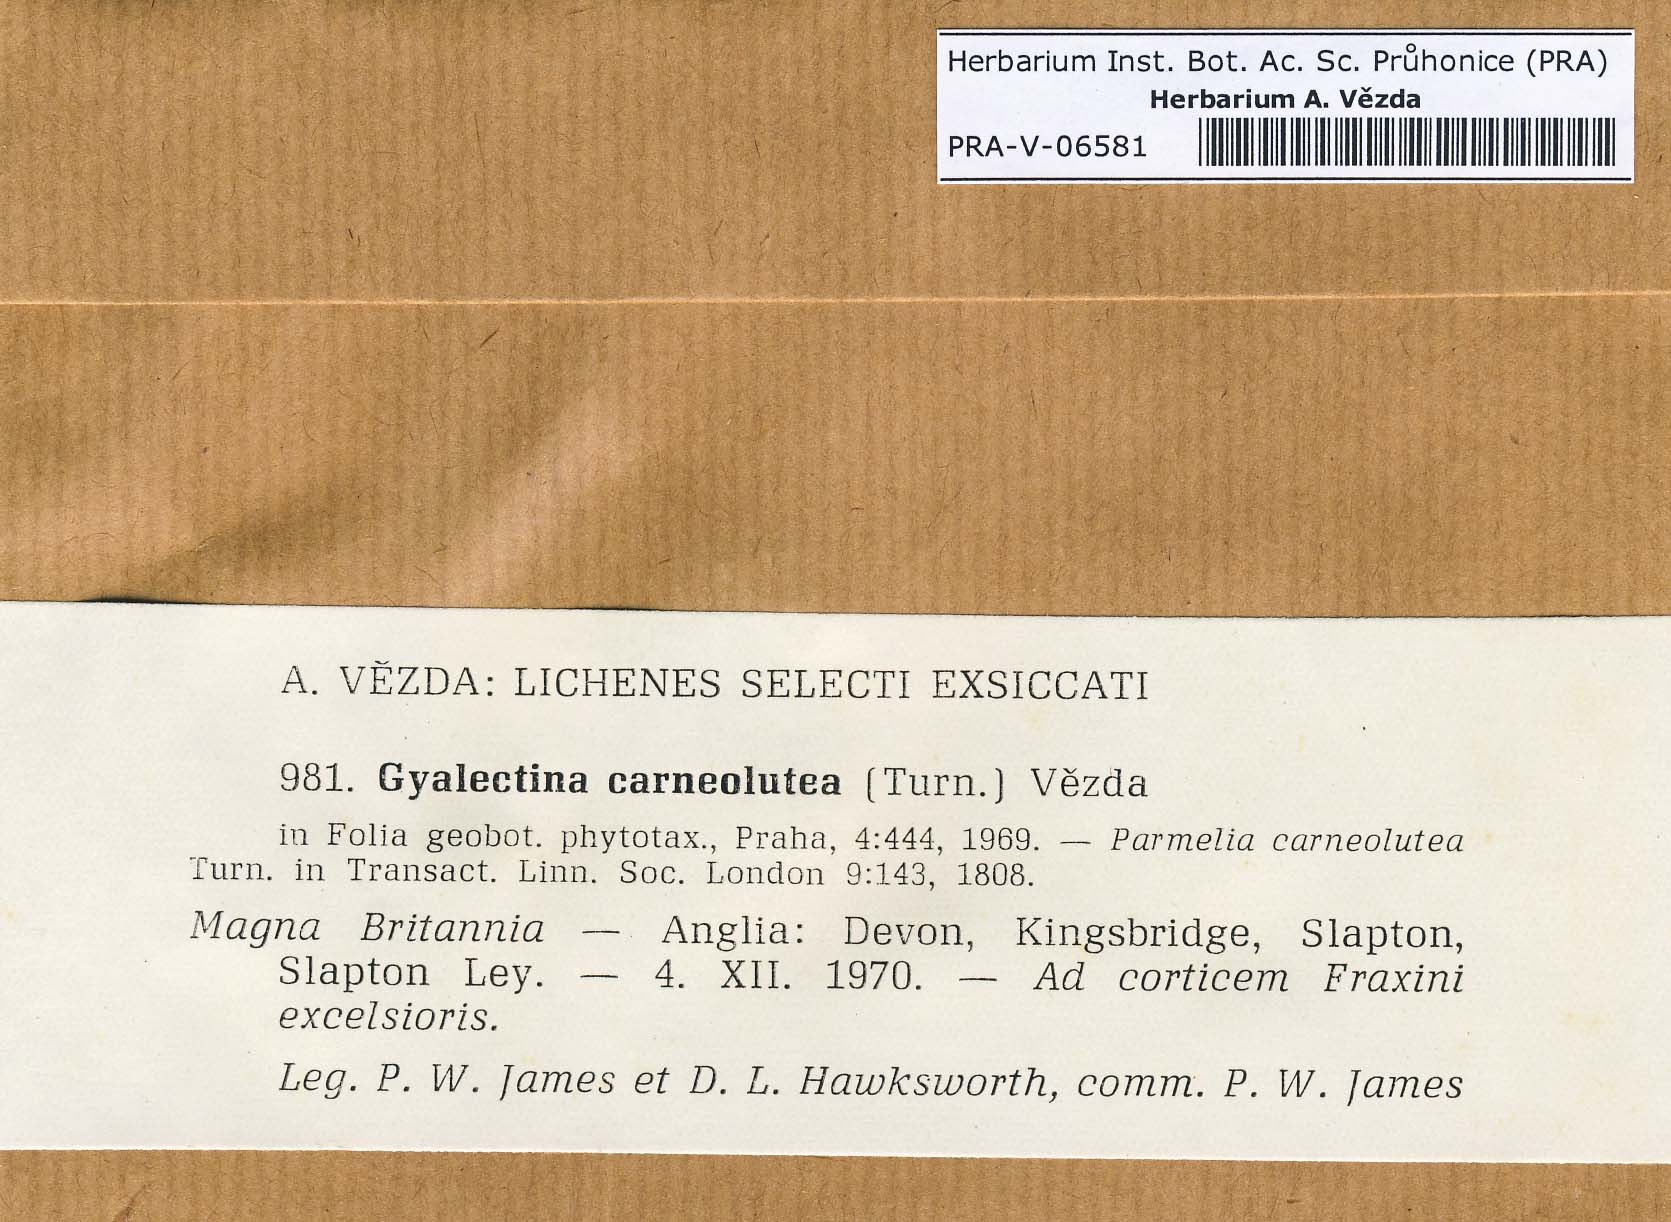 Herbarium Inst. Bot. Ac. Sc. Průhonice (PRA)
Herbarium A. Vězda
PRA-V-06581
A. VĚZDA: LICHENES SELECTI EXSICCATI
981. Gyalectina carneolutea (Turn.) Vězda
in Folia geobot. phytotax., Praha, 4:444, 1969. — Parmelia carneolutea
Turn. in Transact. Linn. Soc. London 9:143, 1808.
Magna Britannia — Anglia: Devon, Kingsbridge, Slapton,
Slapton Ley. — 4. XII. 1970. — Ad corticem Fraxini
excelsioris.
Leg. P. W. James et D. L. Hawksworth, comm. P. W. James